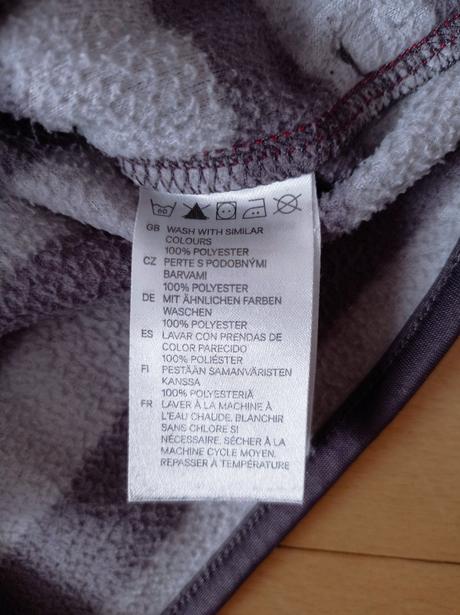 60
GB WASH WITH SIMILAR
COLOURS
100% POLYESTER
CZ PERTE S PODOBNÝMI
BARVAMI
100% POLYESTER
DE MIT ÄHNLICHEN FARBEN
WASCHEN
100% POLYESTER
ES LAVAR CON PRENDAS DE
COLOR PARECIDO
100% POLIÉSTER
FI PESTÄÄN SAMANVÄRISTEN
KANSSA
100% POLYESTERIÄ
FR LAVER À LA MACHINE À
L'EAU CHAUDE. BLANCHIR
SANS CHLORE SI
NÉCESSAIRE. SÉCHER À LA
MACHINE CYCLE MOYEN.
REPASSER À TEMPÉRATURE